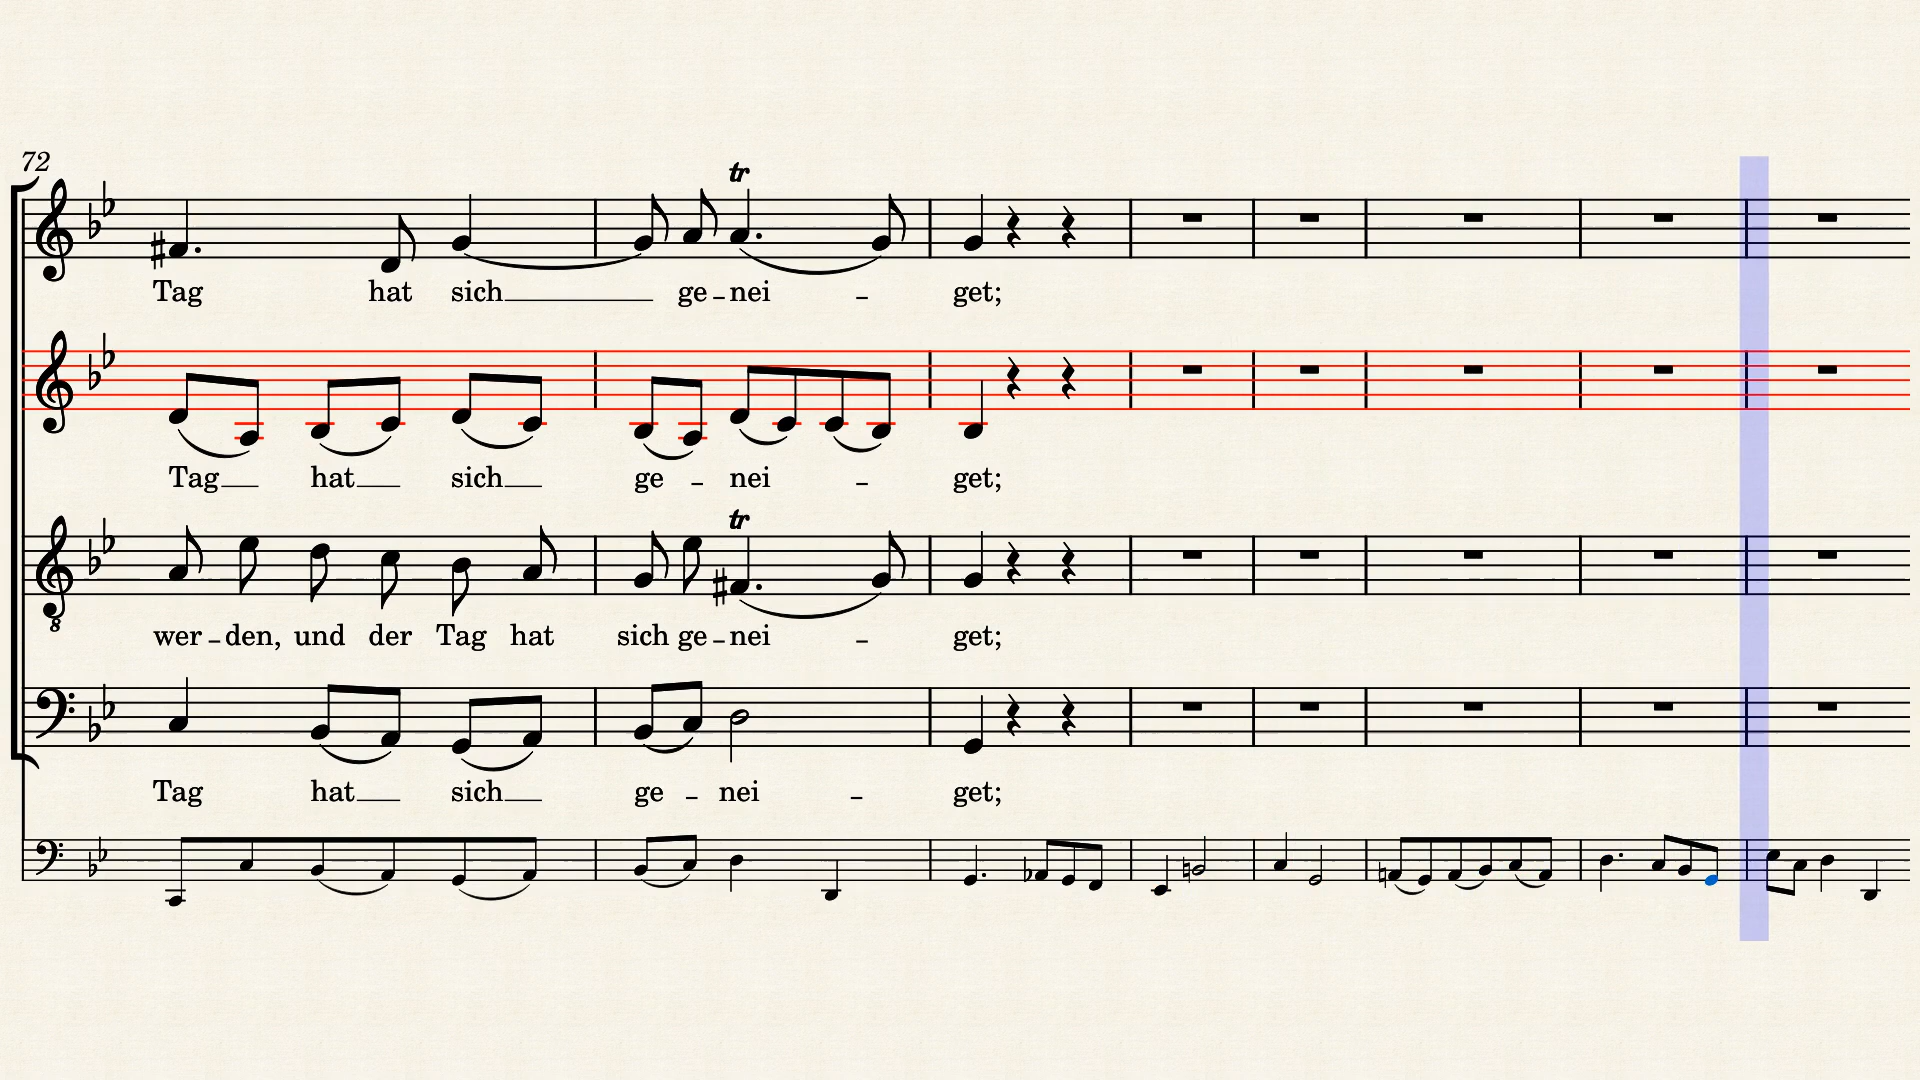 72
tr
Tag hat sich ge - nei - get;
Tag hat sich ge - nei - get;
tr
8
wer - den, und der Tag hat sich ge - nei - get;
Tag hat sich ge - nei - get;